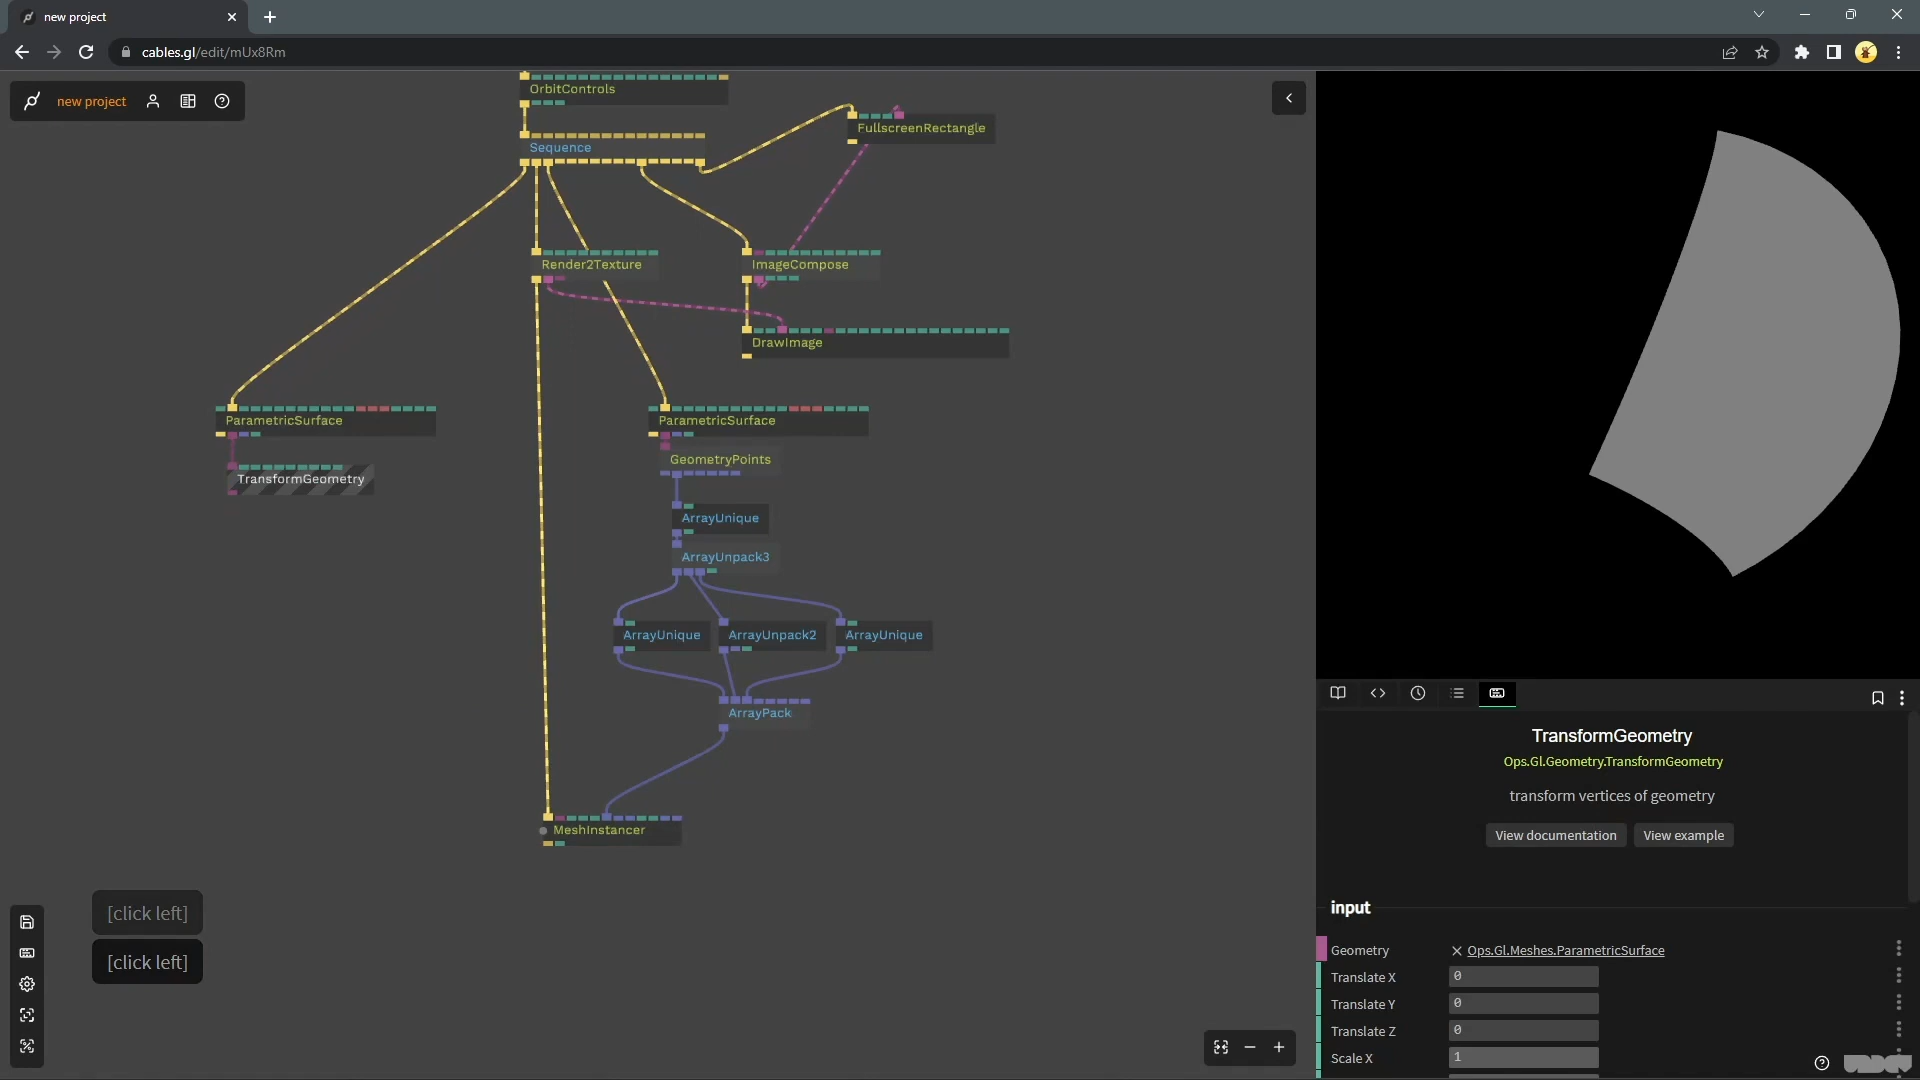 new project
cables.gl/edit/mUx8Rm
new project
OrbitControls
Sequence
FullscreenRectangle
Render2Texture
ImageCompose
DrawImage
ParametricSurface
ParametricSurface
TransformGeometry
GeometryPoints
ArrayUnique
ArrayUnpack3
ArrayUnique
ArrayUnpack2
ArrayUnique
ArrayPack
MeshInstancer
[click left]
[click left]
TransformGeometry
Ops.Gl.Geometry.TransformGeometry
transform vertices of geometry
View documentation
View example
input
Geometry
Ops.Gl.Meshes.ParametricSurface
Translate X
0
Translate Y
0
Translate Z
0
Scale X
1